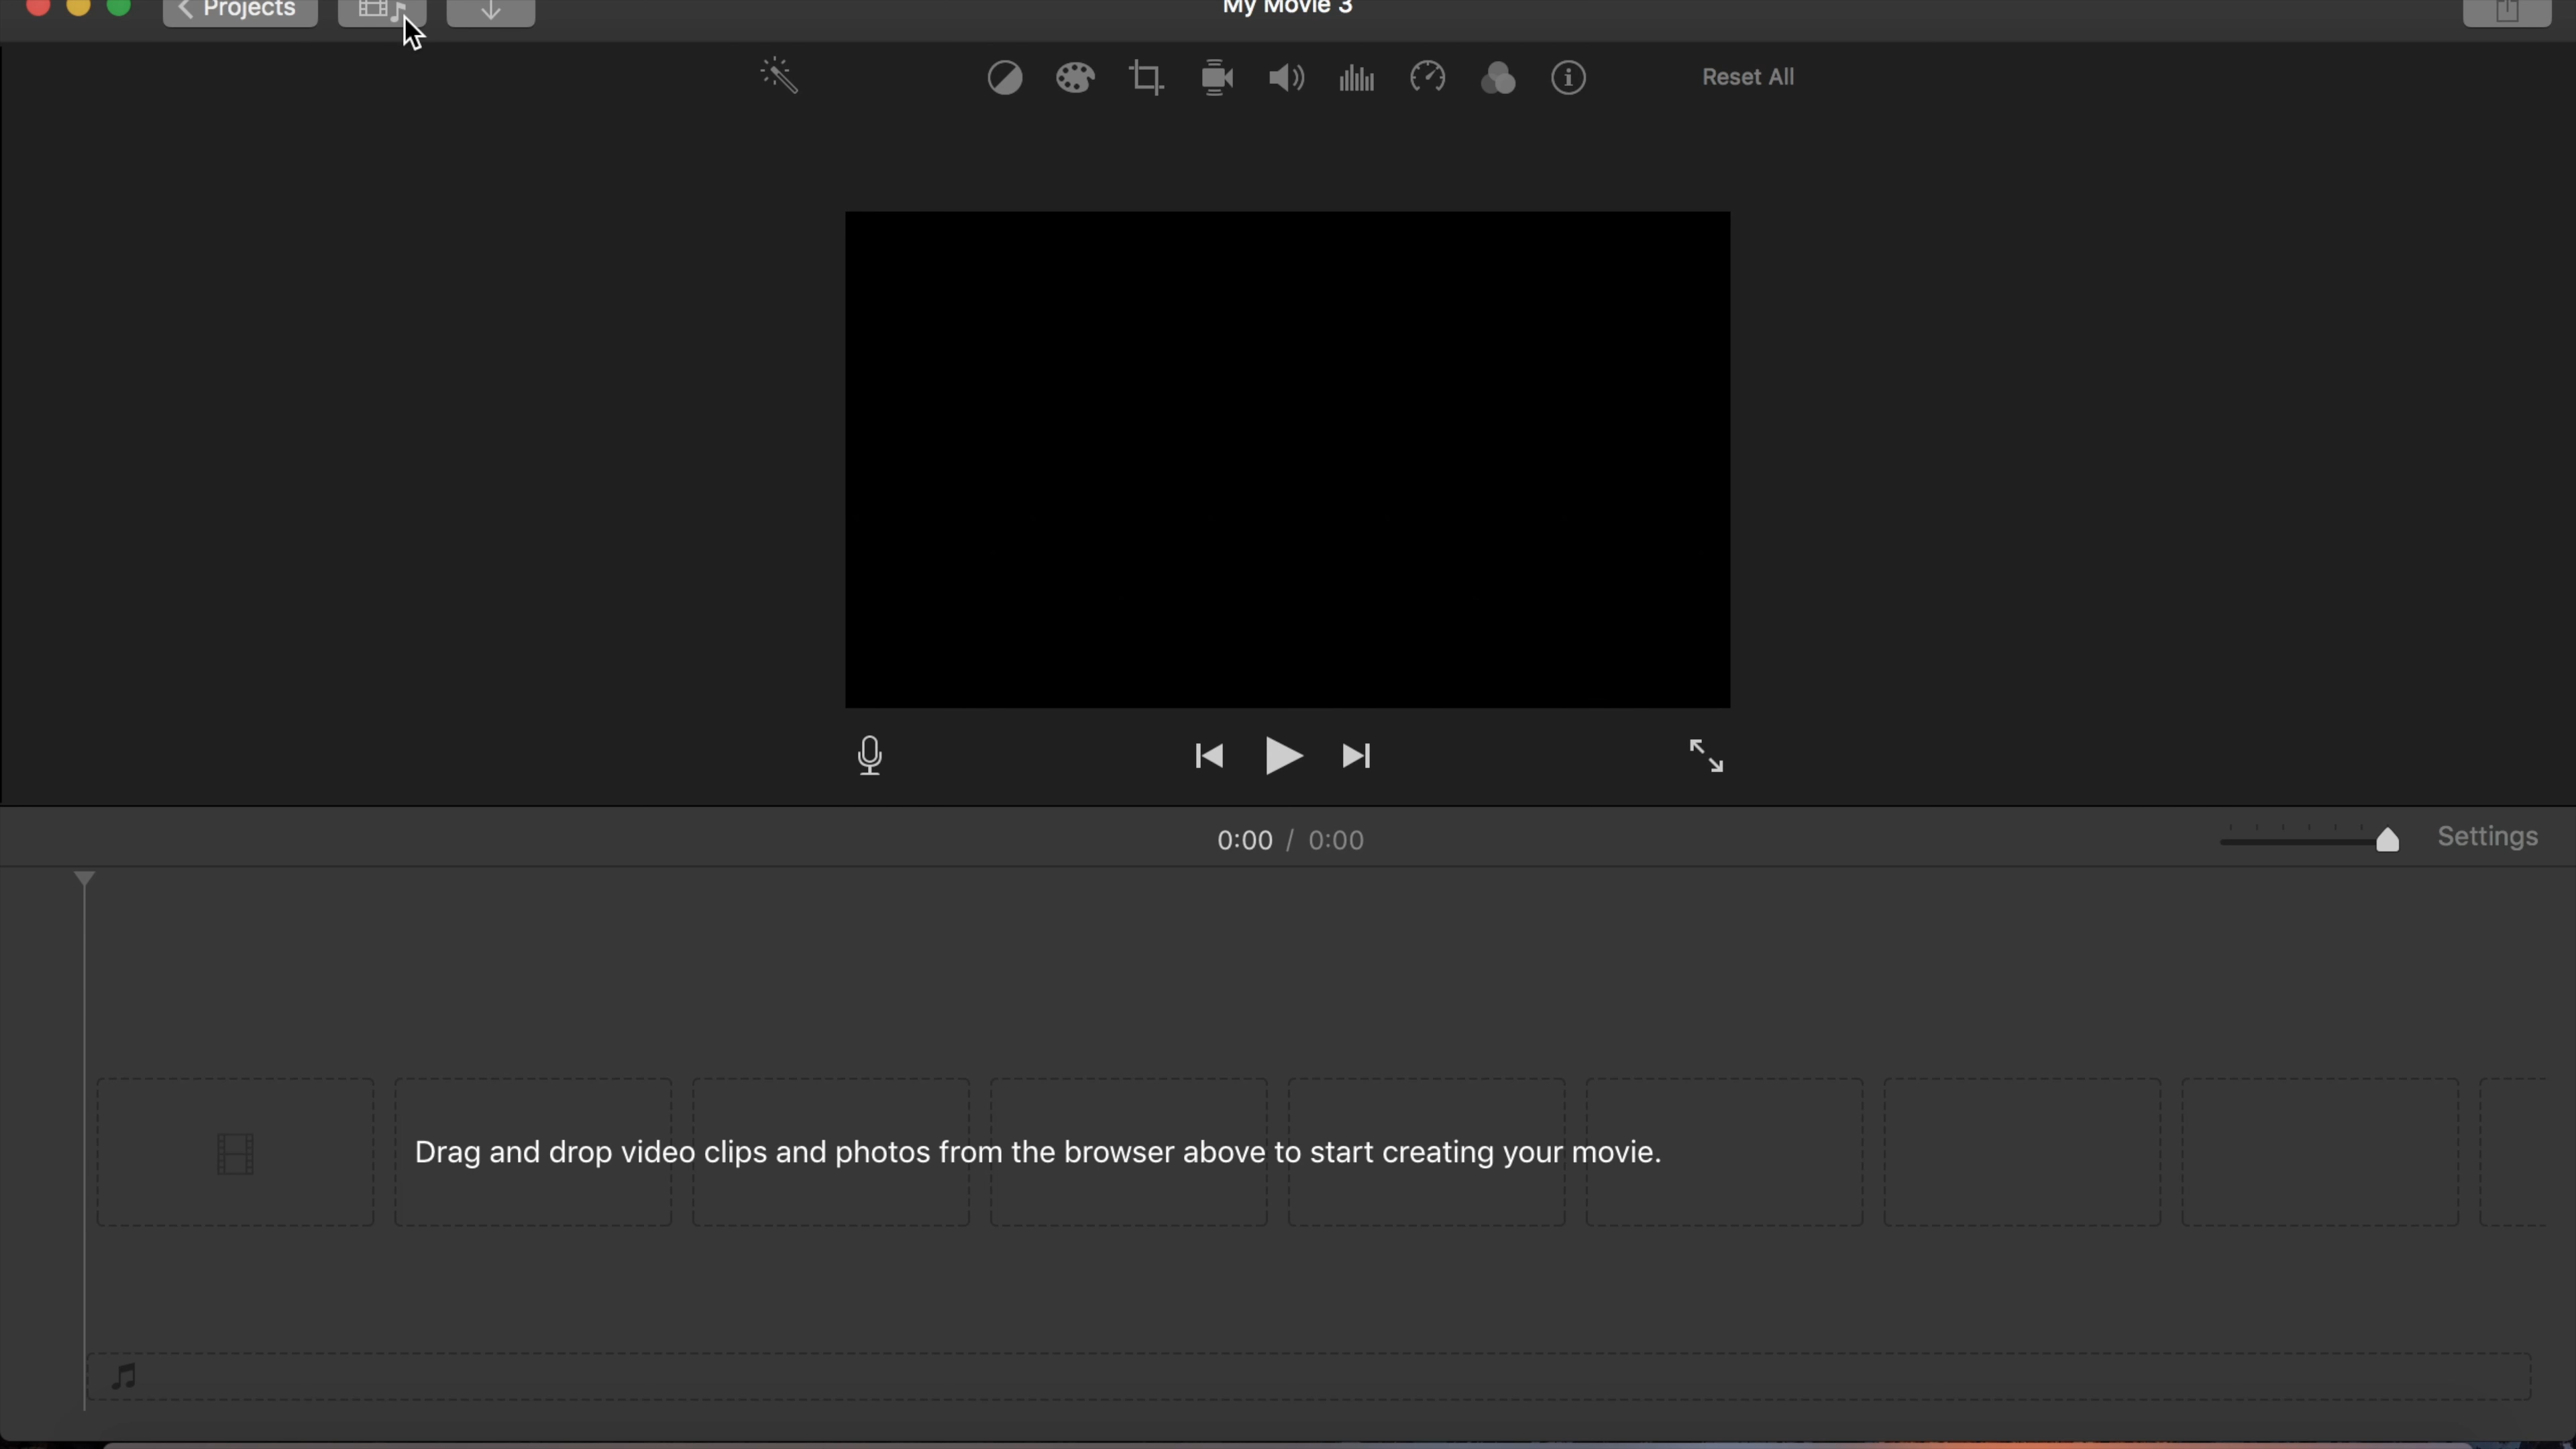 Projects
My Movie 3
Reset All
0:00 / 0:00
Settings
Drag and drop video clips and photos from the browser above to start creating your movie.